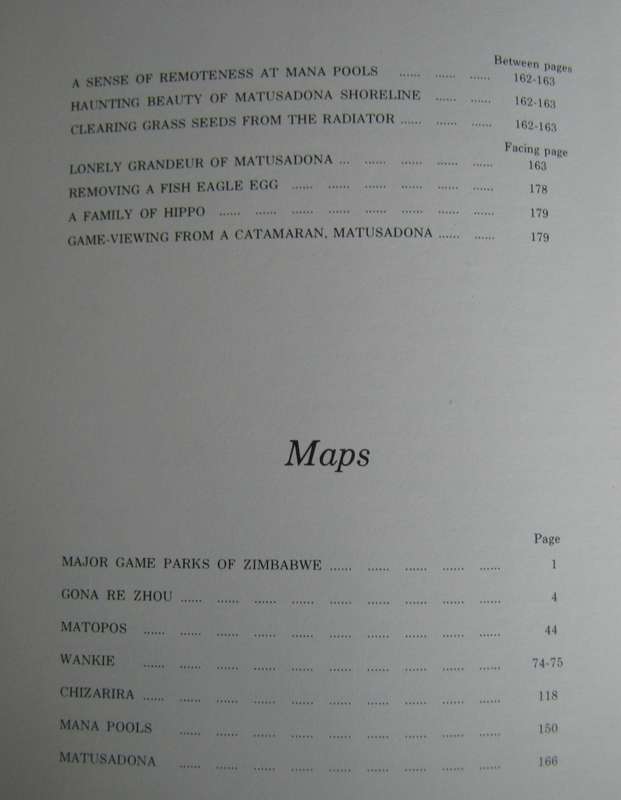 Between pages
A SENSE OF REMOTENESS AT MANA POOLS ...... ...... ...... 162-163
HAUNTING BEAUTY OF MATUSADONA SHORELINE ...... ...... 162-163
CLEARING GRASS SEEDS FROM THE RADIATOR ...... ...... ...... 162-163
Facing page
LONELY GRANDEUR OF MATUSADONA ... ...... ...... ...... ...... 163
REMOVING A FISH EAGLE EGG ...... ...... ...... ...... ...... ...... 178
A FAMILY OF HIPPO ...... ...... ...... ...... ...... ...... ...... ...... 179
GAME-VIEWING FROM A CATAMARAN, MATUSADONA ...... ...... 179
Maps
Page
MAJOR GAME PARKS OF ZIMBABWE ...... ...... ...... ...... ...... 1
GONA RE ZHOU ...... ...... ...... ...... ...... ...... ...... ...... ...... 4
MATOPOS ...... ...... ...... ...... ...... ...... ...... ...... ...... ...... 44
WANKIE ...... ...... ...... ...... ...... ...... ...... ...... ...... ...... 74-75
CHIZARIRA ...... ...... ...... ...... ...... ...... ...... ...... ...... ...... 118
MANA POOLS ...... ...... ...... ...... ...... ...... ...... ...... ...... 150
MATUSADONA ...... ...... ...... ...... ...... ...... ...... ...... ...... 166